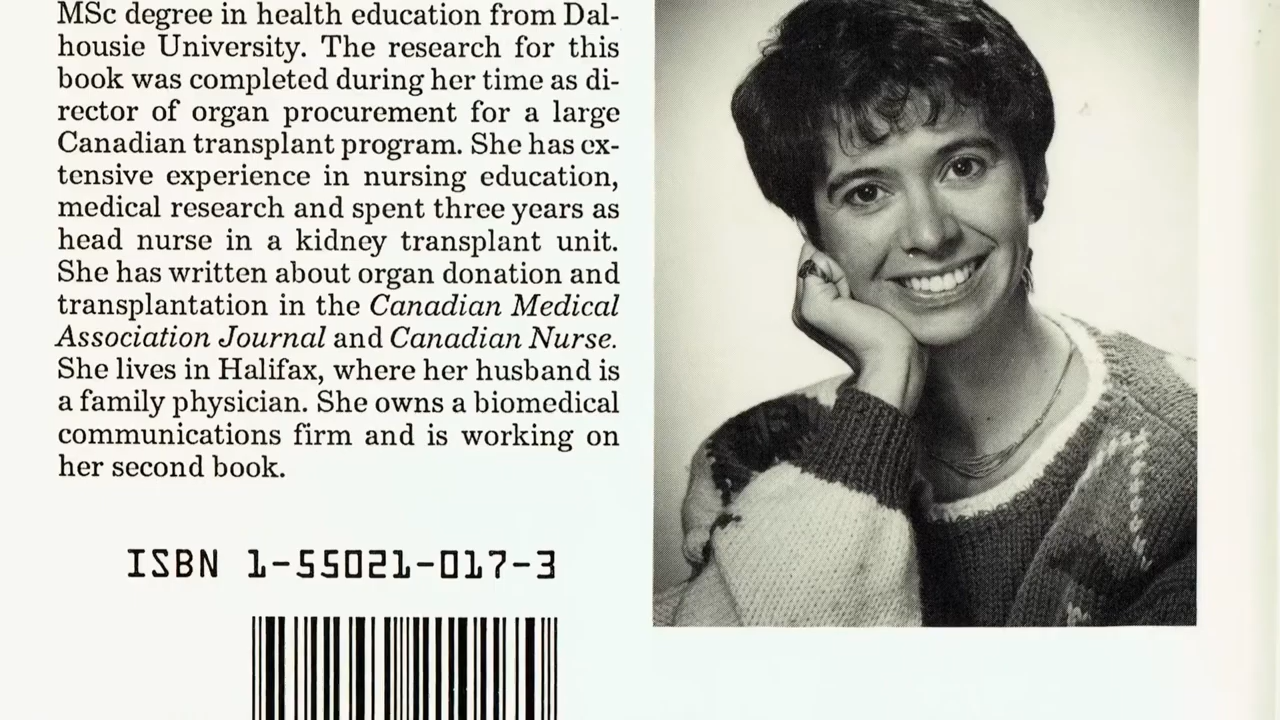 MSc degree in health education from Dal-
housie University. The research for this
book was completed during her time as di-
rector of organ procurement for a large
Canadian transplant program. She has ex-
tensive experience in nursing education,
medical research and spent three years as
head nurse in a kidney transplant unit.
She has written about organ donation and
transplantation in the Canadian Medical
Association Journal and Canadian Nurse.
She lives in Halifax, where her husband is
a family physician. She owns a biomedical
communications firm and is working on
her second book.
ISBN 1-55021-017-3